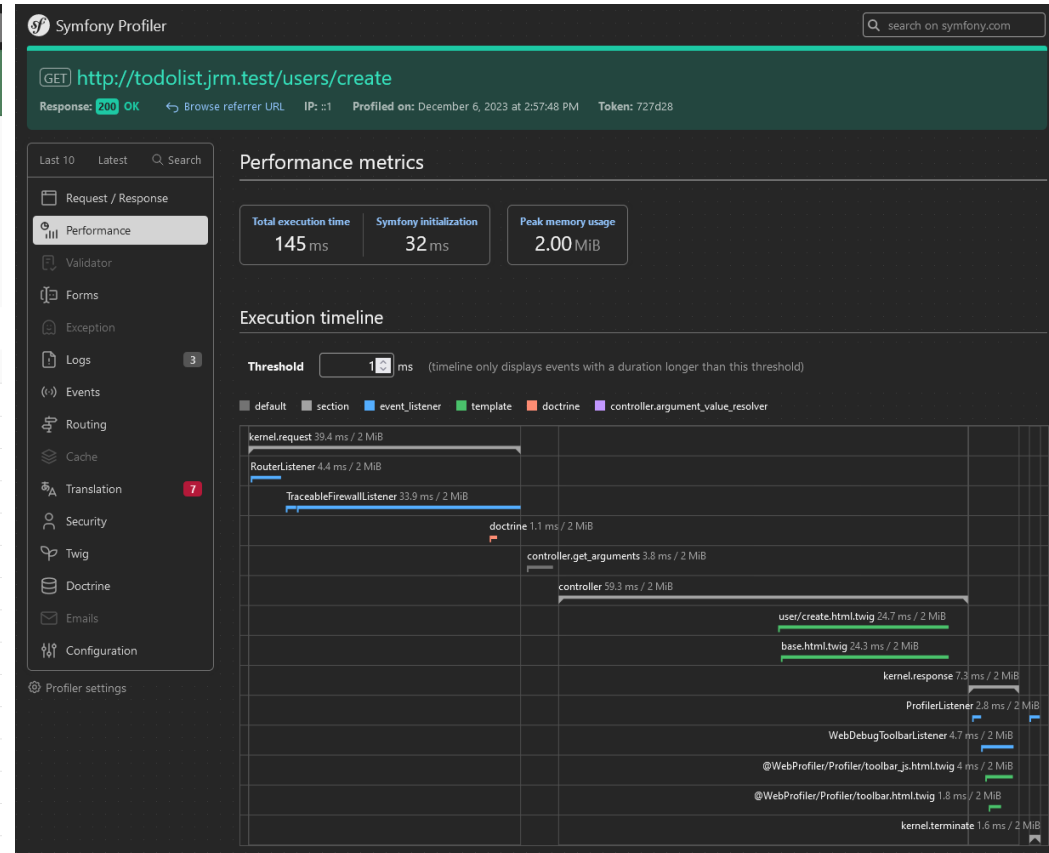 Symfony Profiler
search on symfony.com
GET http://todolist.jrm.test/users/create
Response: 200 OK Browse referrer URL IP: ::1 Profiled on: December 6, 2023 at 2:57:48 PM Token: 727d28
Last 10 Latest Search
Request / Response
Performance
Validator
Forms
Exception
Logs 3
Events
Routing
Cache
Translation 7
Security
Twig
Doctrine
Emails
Configuration
Profiler settings
Performance metrics
Total execution time Symfony initialization Peak memory usage
145 ms 32 ms 2.00 MiB
Execution timeline
Threshold 1 ms (timeline only displays events with a duration longer than this threshold)
default section event_listener template doctrine controller.argument_value_resolver
kernel.request 39.4 ms / 2 MiB
RouterListener 4.4 ms / 2 MiB
TraceableFirewallListener 33.9 ms / 2 MiB
doctrine 1.1 ms / 2 MiB
controller.get_arguments 3.8 ms / 2 MiB
controller 59.3 ms / 2 MiB
user/create.html.twig 24.7 ms / 2 MiB
base.html.twig 24.3 ms / 2 MiB
kernel.response 7.3 ms / 2 MiB
ProfilerListener 2.8 ms / 2 MiB
WebDebugToolbarListener 4.7 ms / 2 MiB
@WebProfiler/Profiler/toolbar_js.html.twig 4 ms / 2 MiB
@WebProfiler/Profiler/toolbar.html.twig 1.8 ms / 2 MiB
kernel.terminate 1.6 ms / 2 MiB